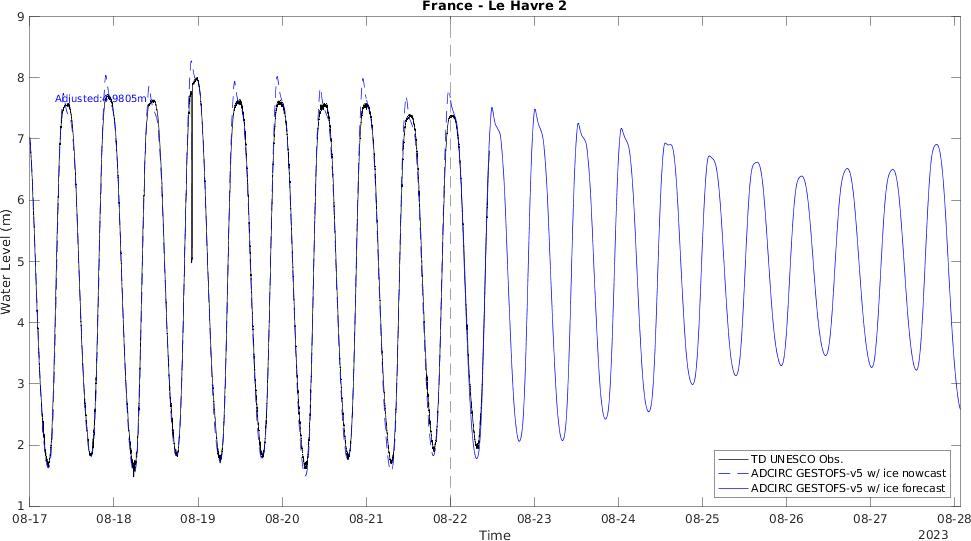 France - Le Havre 2
9
8
7
6
5
4
3
2
1
Water Level (m)
TD UNESCO Obs.
ADCIRC GESTOFS-v5 w/ ice nowcast
ADCIRC GESTOFS-v5 w/ ice forecast
08-17 08-18 08-19 08-20 08-21 08-22 08-23 08-24 08-25 08-26 08-27 08-28
Time
2023